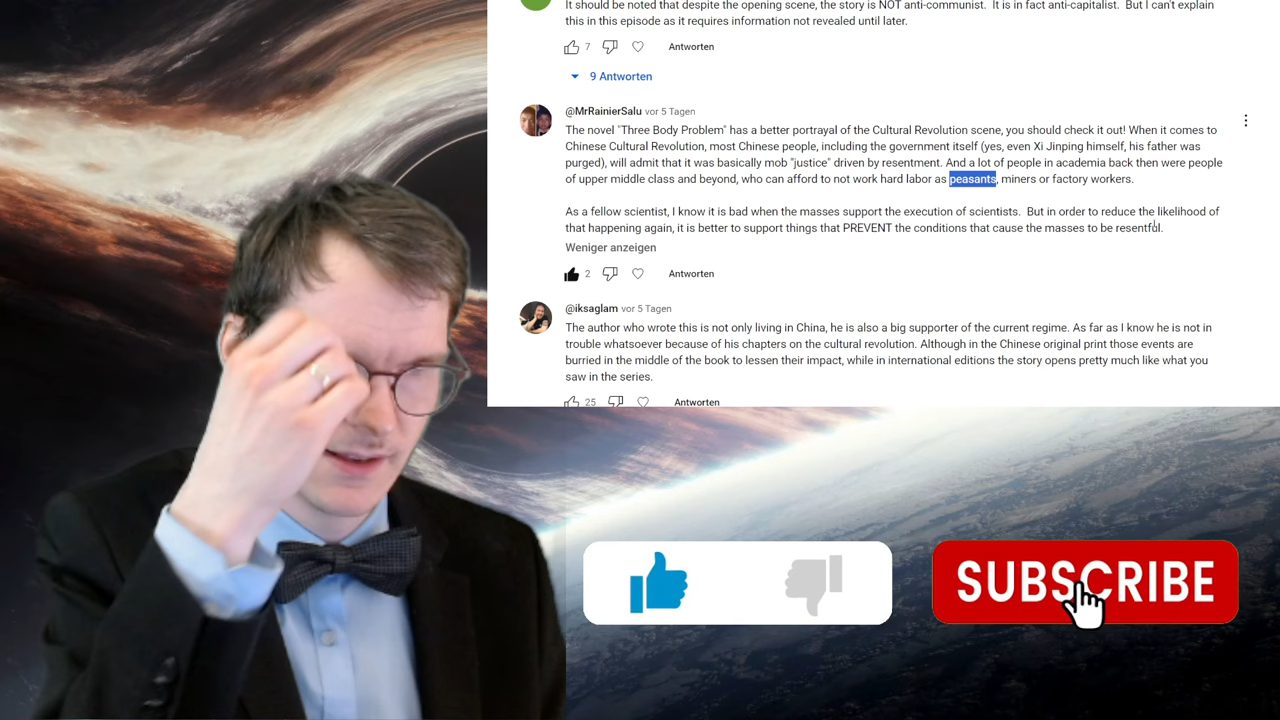 It should be noted that despite the opening scene, the story is NOT anti-communist.  It is in fact anti-capitalist.  But I can't explain
this in this episode as it requires information not revealed until later.
7 Antworten
9 Antworten
@MrRainierSalu vor 5 Tagen
The novel "Three Body Problem" has a better portrayal of the Cultural Revolution scene, you should check it out! When it comes to
Chinese Cultural Revolution, most Chinese people, including the government itself (yes, even Xi Jinping himself, his father was
purged), will admit that it was basically mob "justice" driven by resentment. And a lot of people in academia back then were people
of upper middle class and beyond, who can afford to not work hard labor as peasants, miners or factory workers.
As a fellow scientist, I know it is bad when the masses support the execution of scientists.  But in order to reduce the likelihood of
that happening again, it is better to support things that PREVENT the conditions that cause the masses to be resentful.
Weniger anzeigen
2 Antworten
@iksaglam vor 5 Tagen
The author who wrote this is not only living in China, he is also a big supporter of the current regime. As far as I know he is not in
trouble whatsoever because of his chapters on the cultural revolution. Although in the Chinese original print those events are
burried in the middle of the book to lessen their impact, while in international editions the story opens pretty much like what you
saw in the series.
25 Antworten
SUBSCRIBE